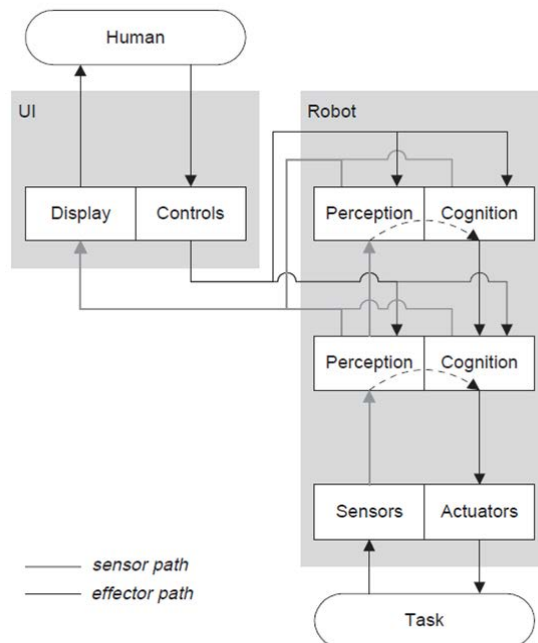 Human
UI
Robot
Display Controls
Perception Cognition
Perception Cognition
Sensors Actuators
sensor path
effector path
Task